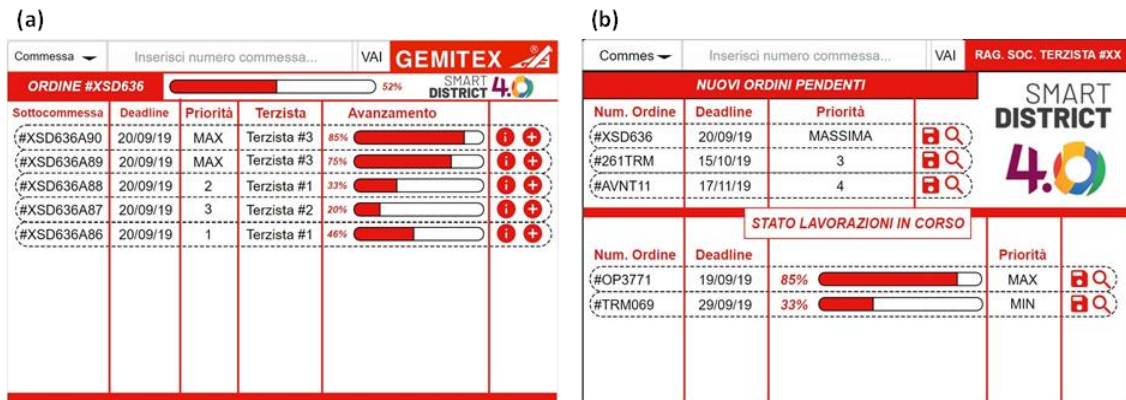 (a)
Commessa Inserisci numero commessa... VAI GEMITEX ®
ORDINE #XSD636 52% SMART DISTRICT 4.0
Sottocommessa Deadline Priorità Terzista Avanzamento
#XSD636A90 20/09/19 MAX Terzista #3 85% i +
#XSD636A89 20/09/19 MAX Terzista #3 75% i +
#XSD636A88 20/09/19 2 Terzista #1 33% i +
#XSD636A87 20/09/19 3 Terzista #2 20% i +
#XSD636A86 20/09/19 1 Terzista #1 46% i +
(b)
Commes Inserisci numero commessa... VAI RAG. SOC. TERZISTA #XX
NUOVI ORDINI PENDENTI
Num. Ordine Deadline Priorità
#XSD636 20/09/19 MASSIMA
#261TRM 15/10/19 3
#AVNT11 17/11/19 4
SMART
DISTRICT
4.0
STATO LAVORAZIONI IN CORSO
Num. Ordine Deadline Priorità
#OP3771 19/09/19 85% MAX
#TRM069 29/09/19 33% MIN